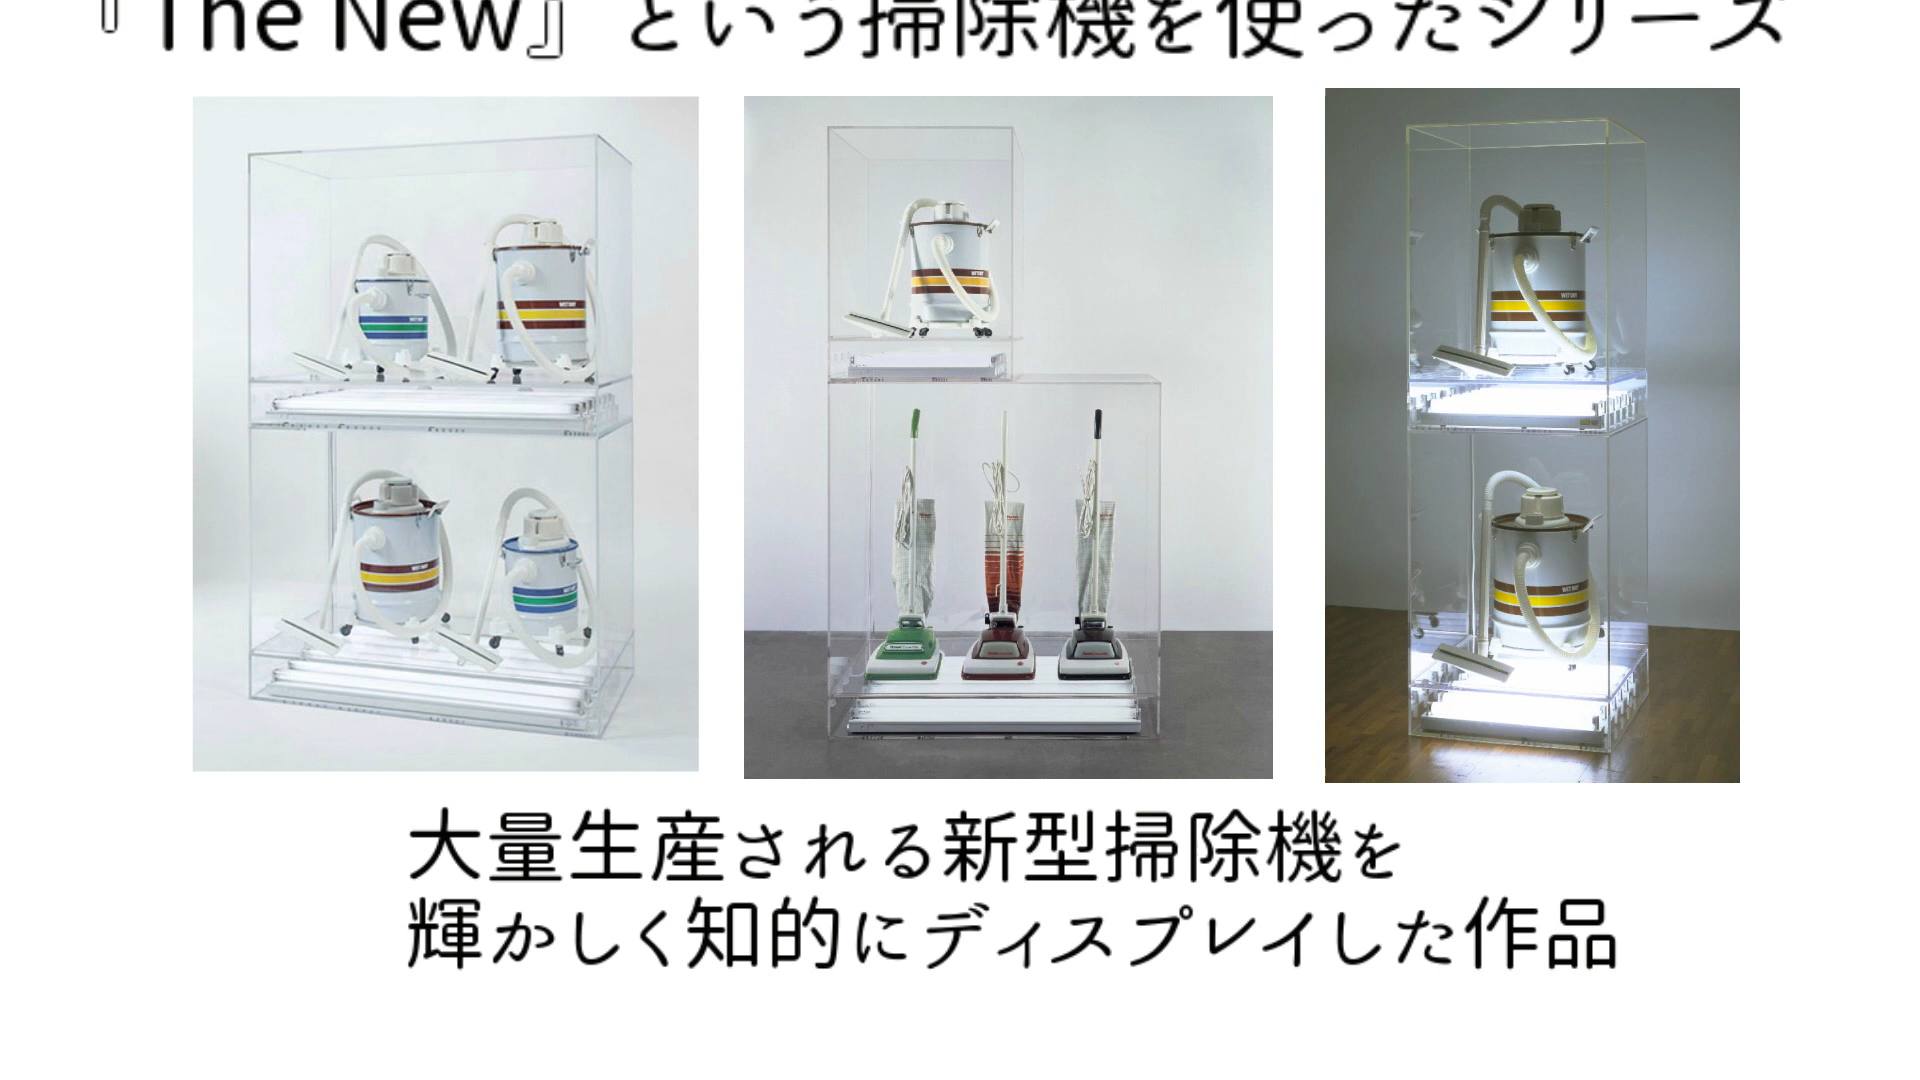 『The New』という掃除機を使ったシリーズ
大量生産される新型掃除機を
輝かしく知的にディスプレイした作品